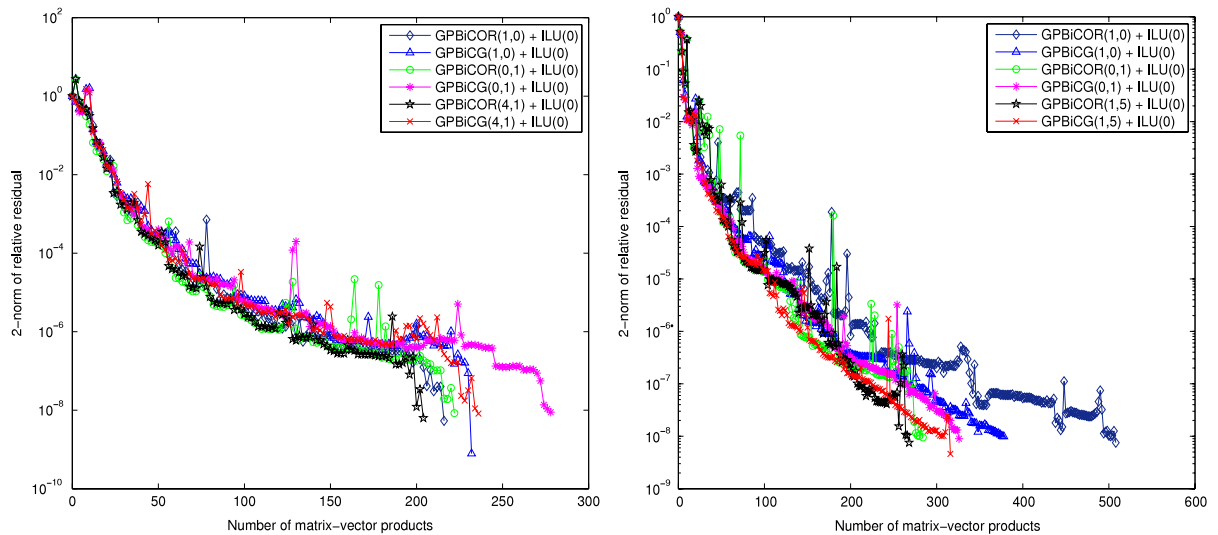 GPBiCOR(1,0) + ILU(0)
GPBiCG(1,0) + ILU(0)
GPBiCOR(0,1) + ILU(0)
GPBiCG(0,1) + ILU(0)
GPBiCOR(4,1) + ILU(0)
GPBiCG(4,1) + ILU(0)
2-norm of relative residual
10^2
10^0
10^-2
10^-4
10^-6
10^-8
10^-10
0 50 100 150 200 250 300
Number of matrix-vector products
GPBiCOR(1,0) + ILU(0)
GPBiCG(1,0) + ILU(0)
GPBiCOR(0,1) + ILU(0)
GPBiCG(0,1) + ILU(0)
GPBiCOR(1,5) + ILU(0)
GPBiCG(1,5) + ILU(0)
2-norm of relative residual
10^0
10^-1
10^-2
10^-3
10^-4
10^-5
10^-6
10^-7
10^-8
10^-9
0 100 200 300 400 500 600
Number of matrix-vector products